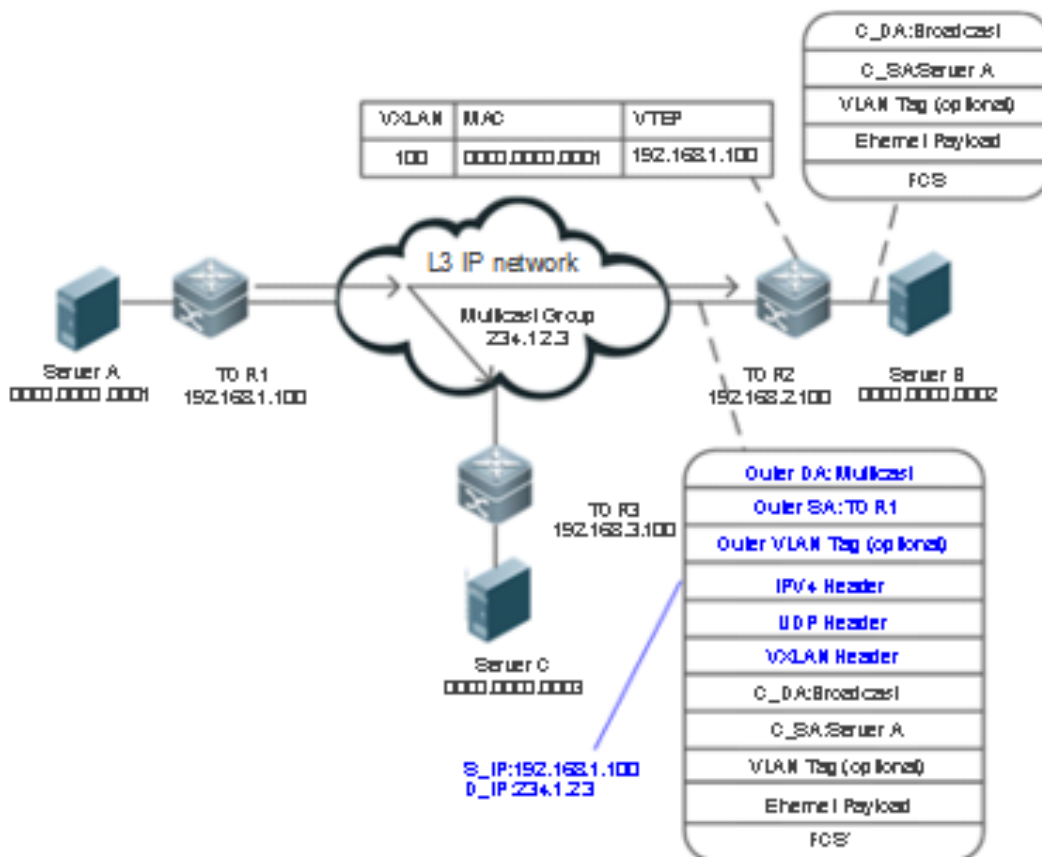 C_DA:Broadcast
C_SA:Server A
VLAN Tag (optional)
Ehernel Payload
FCS
VXLAN MAC VTEP
100 0000.0000.0001 192.168.1.100
L3 IP network
Multicast Group
234.1.2.3
Server A
0000.0000.0001
TOR1
192.168.1.100
TOR2
192.168.2.100
Server B
0000.0000.0002
TOR3
192.168.3.100
Server C
0000.0000.0003
Outer DA:Multicast
Outer SA:TOR1
Outer VLAN Tag (optional)
IPV4 Header
UDP Header
VXLAN Header
C_DA:Broadcast
C_SA:Server A
VLAN Tag (optional)
Ehernel Payload
FCS'
S_IP:192.168.1.100
D_IP:234.1.2.3